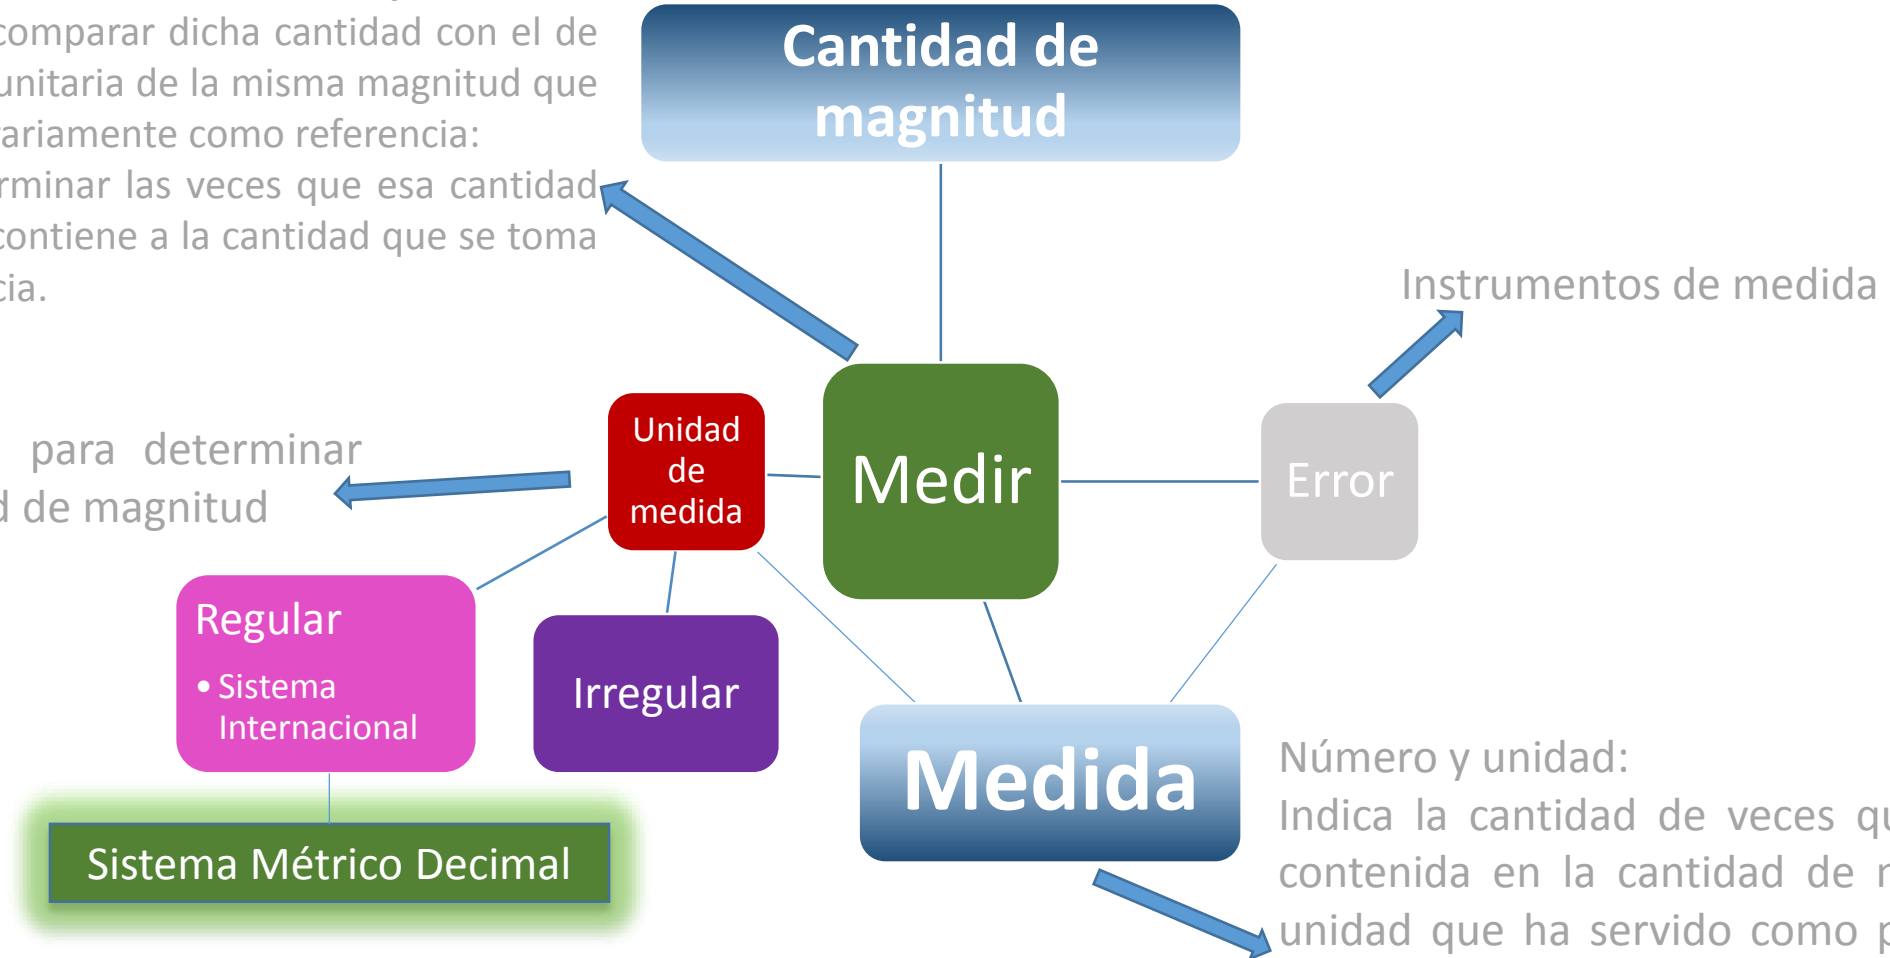 comparar dicha cantidad con el de
unitaria de la misma magnitud que
como referencia:
las veces que esa cantidad
contiene a la cantidad que se toma
Cantidad de
magnitud
Instrumentos de medida
para determinar
de magnitud
Unidad
de
medida
Medir
Error
Regular
• Sistema
Internacional
Irregular
Sistema Métrico Decimal
Medida
Número y unidad:
Indica la cantidad de veces
contenida en la cantidad de
unidad que ha servido como